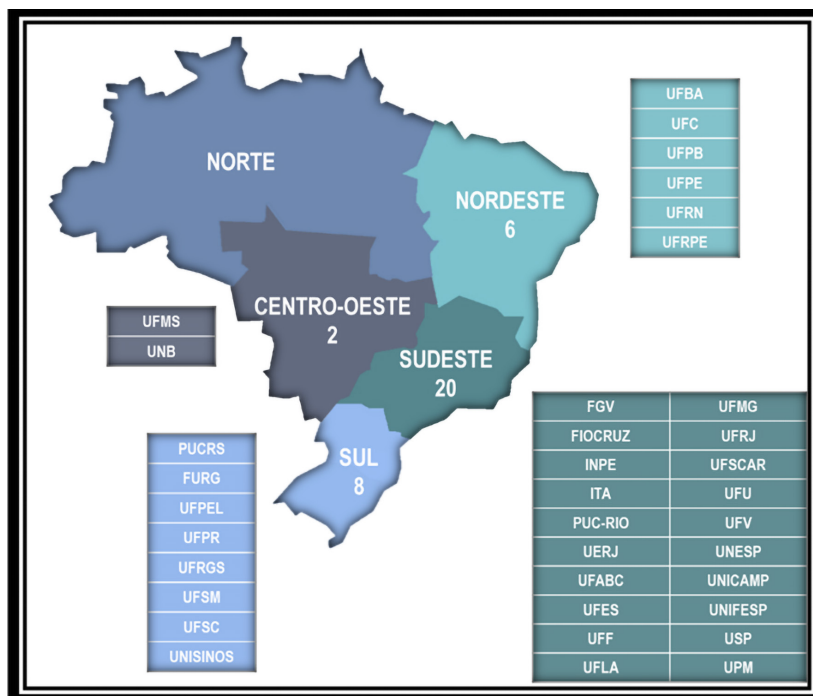 NORTE
NORDESTE
6
CENTRO-OESTE
2
SUDESTE
20
SUL
8
UFBA
UFC
UFPB
UFPE
UFRN
UFRPE
UFMS
UNB
PUCRS
FURG
UFPEL
UFPR
UFRGS
UFSM
UFSC
UNISINOS
FGV UFMG
FIOCRUZ UFRJ
INPE UFSCAR
ITA UFU
PUC-RIO UFV
UERJ UNESP
UFABC UNICAMP
UFES UNIFESP
UFF USP
UFLA UPM